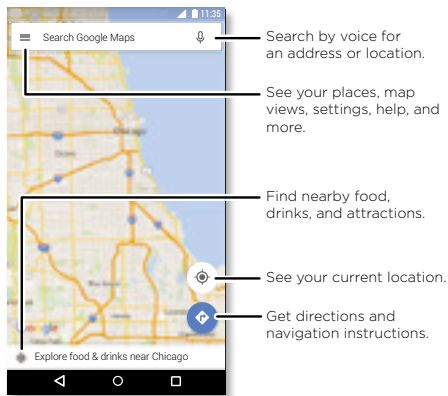 11:35
Search Google Maps
Search by voice for
an address or location.
See your places, map
views, settings, help, and
more.
Chicago
Find nearby food,
drinks, and attractions.
See your current location.
Get directions and
navigation instructions.
Google
Explore food & drinks near Chicago